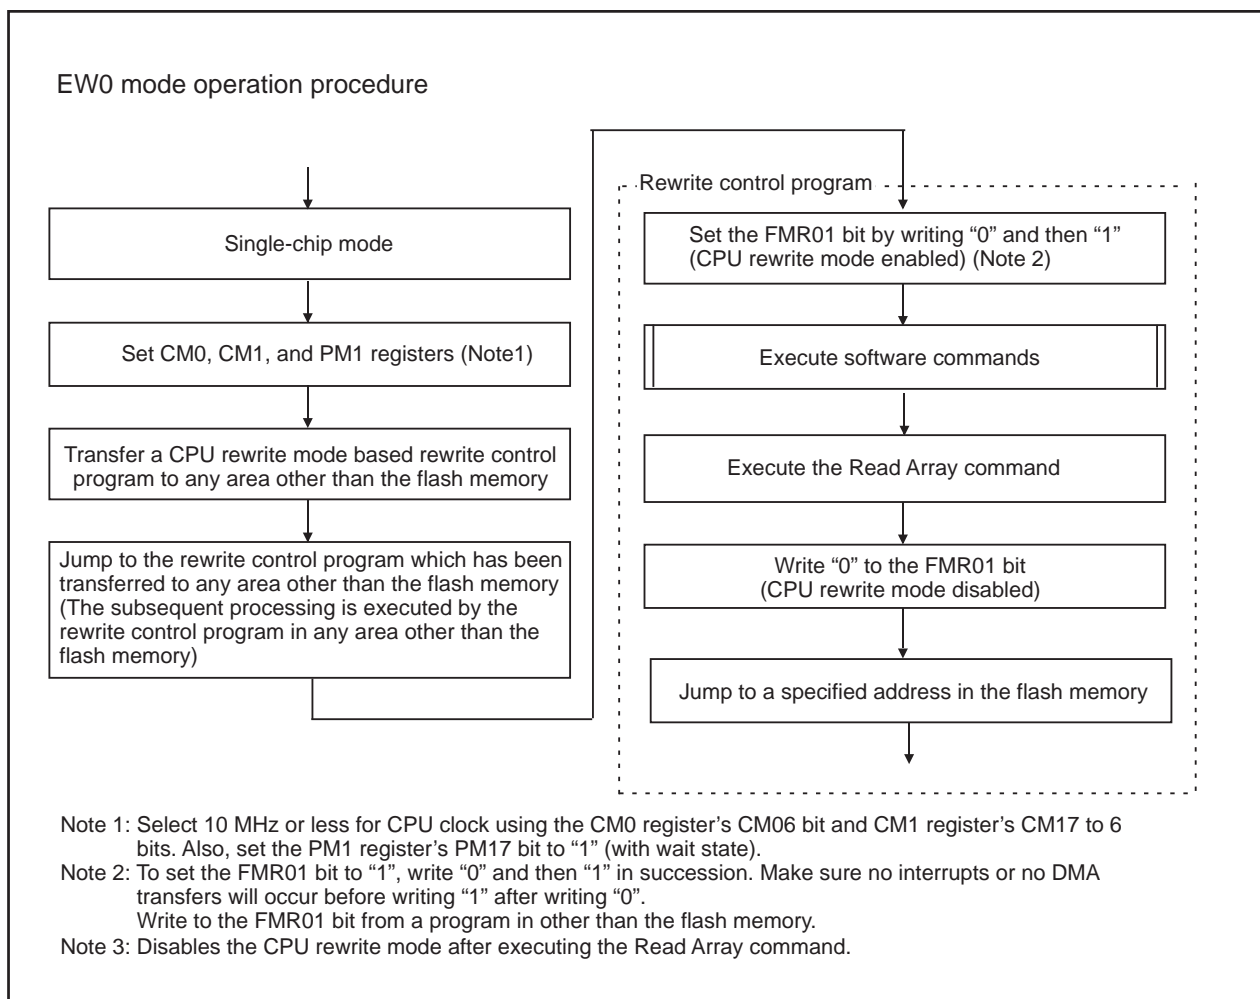 EW0 mode operation procedure
Single-chip mode
Set CM0, CM1, and PM1 registers (Note1)
Transfer a CPU rewrite mode based rewrite control
program to any area other than the flash memory
Jump to the rewrite control program which has been
transferred to any area other than the flash memory
(The subsequent processing is executed by the
rewrite control program in any area other than the
flash memory)
Rewrite control program
Set the FMR01 bit by writing “0” and then “1”
(CPU rewrite mode enabled) (Note 2)
Execute software commands
Execute the Read Array command
Write “0” to the FMR01 bit
(CPU rewrite mode disabled)
Jump to a specified address in the flash memory
Note 1: Select 10 MHz or less for CPU clock using the CM0 register’s CM06 bit and CM1 register’s CM17 to 6
bits. Also, set the PM1 register’s PM17 bit to “1” (with wait state).
Note 2: To set the FMR01 bit to “1”, write “0” and then “1” in succession. Make sure no interrupts or no DMA
transfers will occur before writing “1” after writing “0”.
Write to the FMR01 bit from a program in other than the flash memory.
Note 3: Disables the CPU rewrite mode after executing the Read Array command.